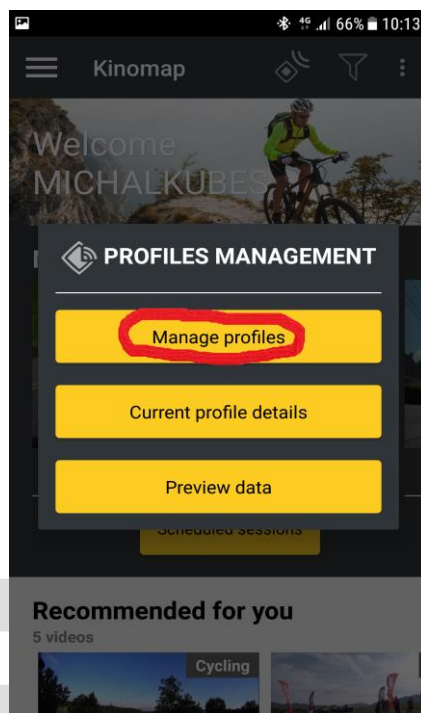 4G 66% 10:13
Kinomap
Welcome
MICHALKUBES
PROFILES MANAGEMENT
Manage profiles
Current profile details
Preview data
Scheduled sessions
Recommended for you
5 videos
Cycling